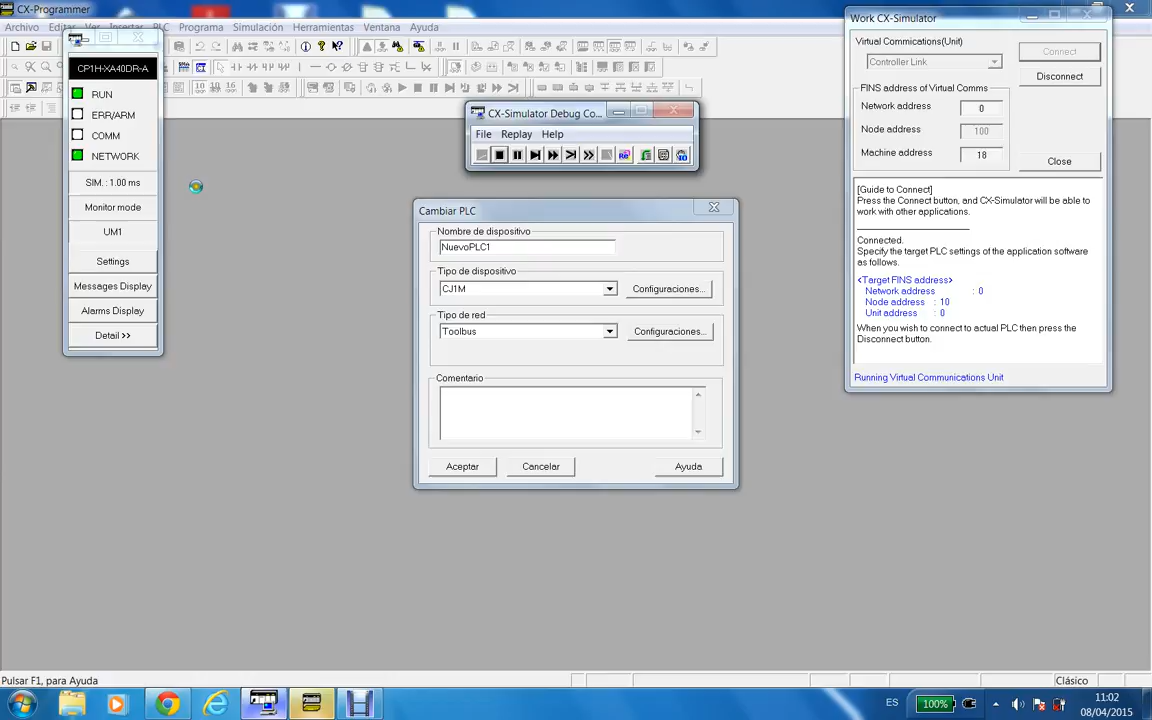 CX-Programmer
Archivo Editar Ver Insertar PLC Programa Simulación Herramientas Ventana Ayuda
CP1H-XA40DR-A
RUN
ERR/ARM
COMM
NETWORK
SIM. : 1.00 ms
Monitor mode
UM1
Settings
Messages Display
Alarms Display
Detail >>
CX-Simulator Debug Co...
File Replay Help
Cambiar PLC
Nombre de dispositivo
NuevoPLC1
Tipo de dispositivo
CJ1M
Configuraciones...
Tipo de red
Toolbus
Configuraciones...
Comentario
Aceptar
Cancelar
Ayuda
Work CX-Simulator
Virtual Commications(Unit)
Controller Link
Connect
Disconnect
FINS address of Virtual Comms
Network address 0
Node address 100
Machine address 18
Close
[Guide to Connect]
Press the Connect button, and CX-Simulator will be able to
work with other applications.
Connected.
Specify the target PLC settings of the application software
as follows.
<Target FINS address>
Network address : 0
Node address : 10
Unit address : 0
When you wish to connect to actual PLC then press the
Disconnect button.
Running Virtual Communications Unit
Pulsar F1, para Ayuda
Clásico
ES
100%
11:02
08/04/2015